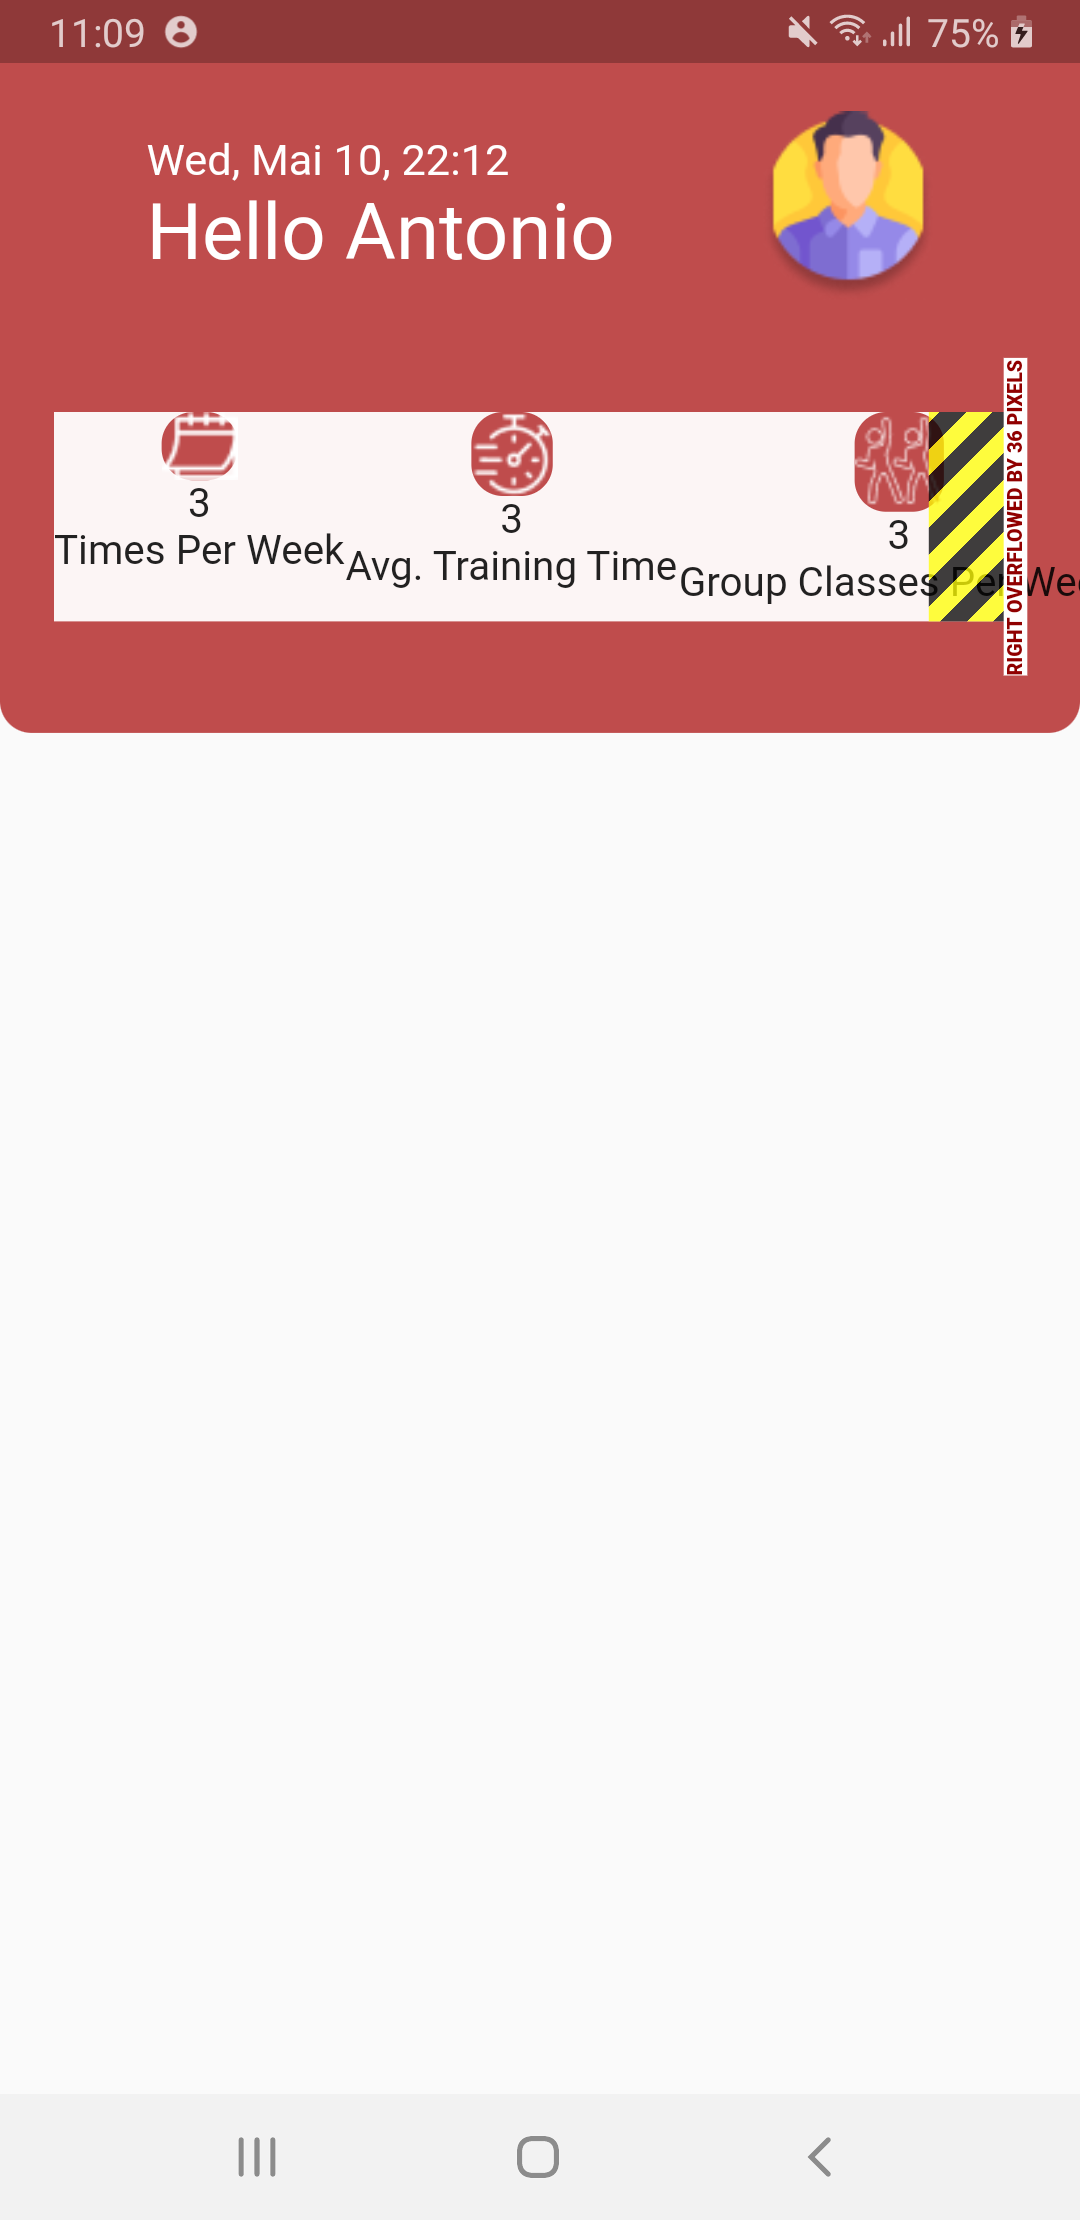 11:09 75%
Wed, Mai 10, 22:12
Hello Antonio
3
Times Per Week
3
Avg. Training Time
3
Group Classes Per Wee
RIGHT OVERFLOWED BY 36 PIXELS